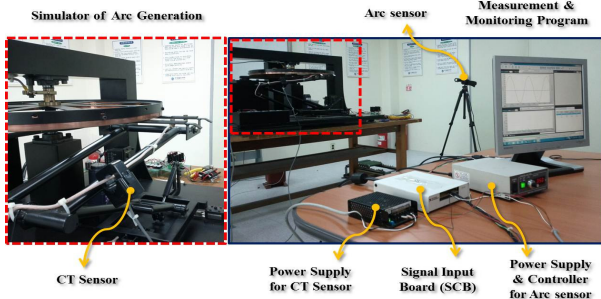 Simulator of Arc Generation
Arc sensor
Measurement &
Monitoring Program
CT Sensor
Power Supply
for CT Sensor
Signal Input
Board (SCB)
Power Supply
& Controller
for Arc sensor